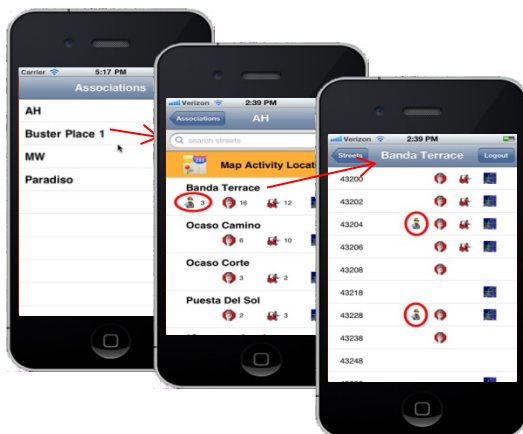 Carrier 5:17 PM
Associations
AH
Buster Place 1
MW
Paradiso
Verizon 2:39 PM
Associations AH
search streets
Map Activity Locat
Banda Terrace
3 16 12
Ocaso Camino
6 10
Ocaso Corte
3 2
Puesta Del Sol
2 3
Verizon 2:39 PM
Streets Banda Terrace Logout
43200
43202
43204
43206
43208
43218
43228
43238
43248